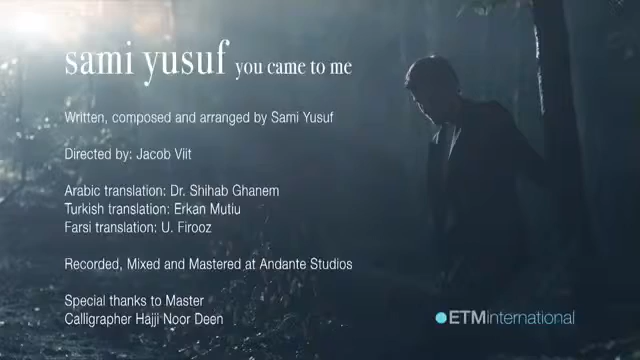 sami yusuf you came to me
Written, composed and arranged by Sami Yusuf
Directed by: Jacob Viit
Arabic translation: Dr. Shihab Ghanem
Turkish translation: Erkan Mutiu
Farsi translation: U. Firooz
Recorded, Mixed and Mastered at Andante Studios
Special thanks to Master
Calligrapher Hajji Noor Deen
ETMinternational